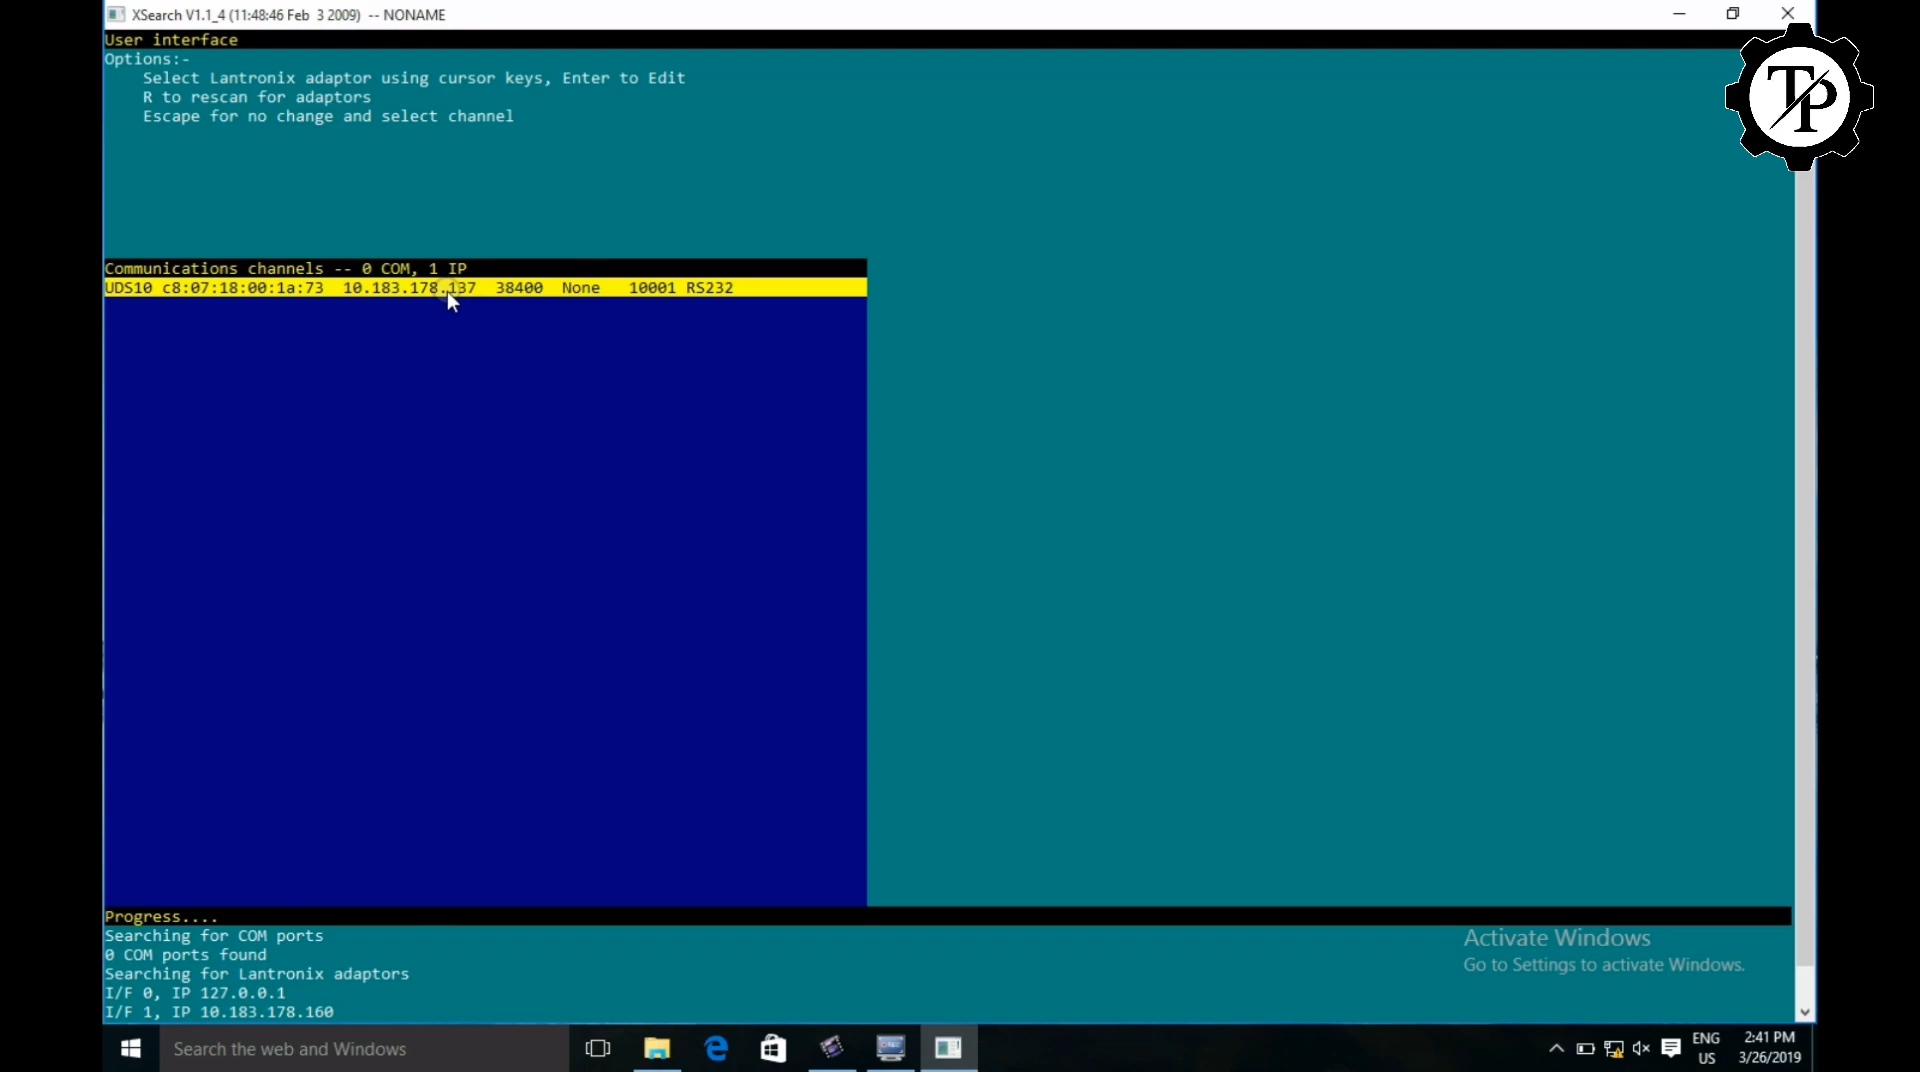 XSearch V1.1_4 (11:48:46 Feb 3 2009) -- NONAME
User interface
Options:-
Select Lantronix adaptor using cursor keys, Enter to Edit
R to rescan for adaptors
Escape for no change and select channel
TP
Communications channels -- 0 COM, 1 IP
UDS10 c8:07:18:00:1a:73 10.183.178.137 38400 None 10001 RS232
Progress....
Searching for COM ports
0 COM ports found
Searching for Lantronix adaptors
I/F 0, IP 127.0.0.1
I/F 1, IP 10.183.178.160
Activate Windows
Go to Settings to activate Windows.
Search the web and Windows
ENG
US
2:41 PM
3/26/2019